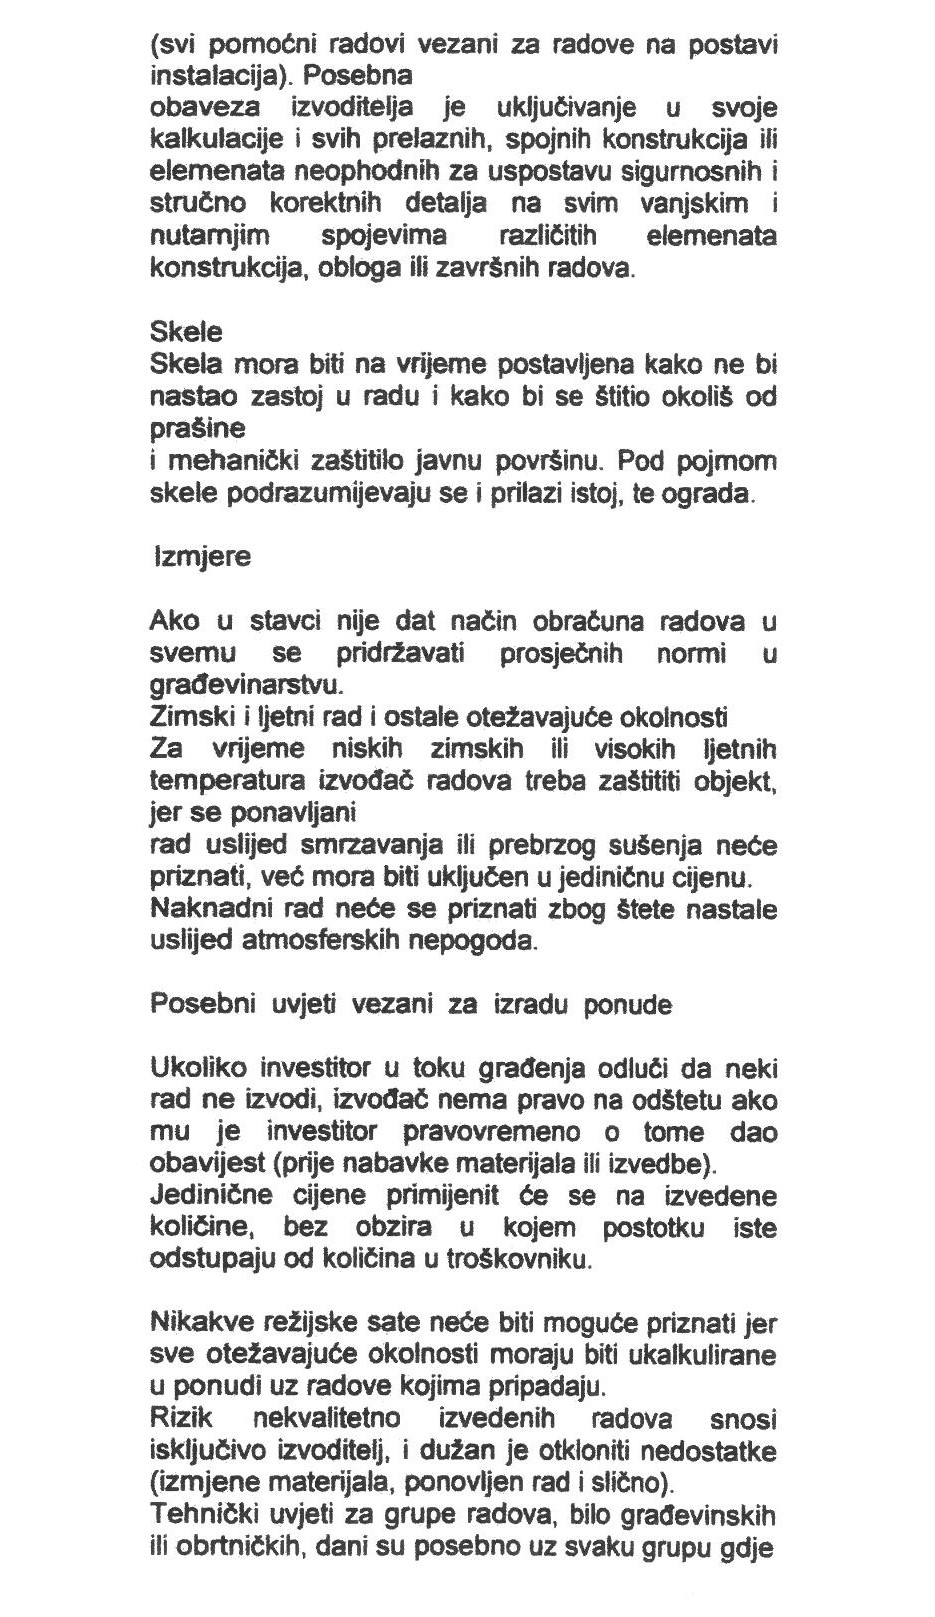 (svi pomoćni radovi vezani za radove na postavi
instalacija). Posebna
obaveza izvoditelja je uključivanje u svoje
kalkulacije i svih prelaznih, spojnih konstrukcija ili
elemenata neophodnih za uspostavu sigurnosnih i
stručno korektnih detalja na svim vanjskim i
nutarnjim spojevima različitih elemenata
konstrukcija, obloga ili završnih radova.
Skele
Skela mora biti na vrijeme postavljena kako ne bi
nastao zastoj u radu i kako bi se štitio okoliš od
prašine
i mehanički zaštitilo javnu površinu. Pod pojmom
skele podrazumijevaju se i prilazi istoj, te ograda.
Izmjere
Ako u stavci nije dat način obračuna radova u
svemu se pridržavati prosječnih normi u
građevinarstvu.
Zimski i ljetni rad i ostale otežavajuće okolnosti
Za vrijeme niskih zimskih ili visokih ljetnih
temperatura izvođač radova treba zaštititi objekt,
jer se ponavljani
rad uslijed smrzavanja ili prebrzog sušenja neće
priznati, već mora biti uključen u jediničnu cijenu.
Naknadni rad neće se priznati zbog štete nastale
uslijed atmosferskih nepogoda.
Posebni uvjeti vezani za izradu ponude
Ukoliko investitor u toku građenja odluči da neki
rad ne izvodi, izvođač nema pravo na odštetu ako
mu je investitor pravovremeno o tome dao
obavijest (prije nabavke materijala ili izvedbe).
Jedinične cijene primijenit će se na izvedene
količine, bez obzira u kojem postotku iste
odstupaju od količina u troškovniku.
Nikakve režijske sate neće biti moguće priznati jer
sve otežavajuće okolnosti moraju biti ukalkulirane
u ponudi uz radove kojima pripadaju.
Rizik nekvalitetno izvedenih radova snosi
isključivo izvoditelj, i dužan je otkloniti nedostatke
(izmjene materijala, ponovljen rad i slično).
Tehnički uvjeti za grupe radova, bilo građevinskih
ili obrtničkih, dani su posebno uz svaku grupu gdje